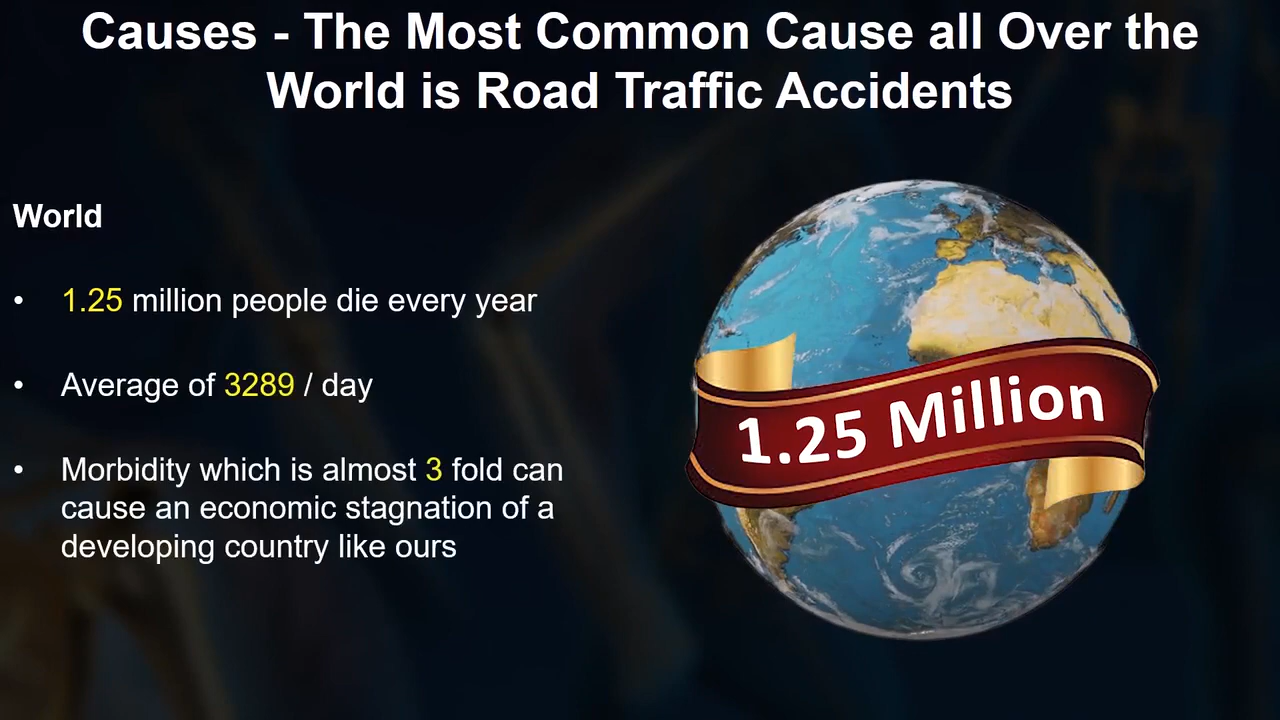 Causes - The Most Common Cause all Over the
World is Road Traffic Accidents
World
• 1.25 million people die every year
• Average of 3289 / day
• Morbidity which is almost 3 fold can
cause an economic stagnation of a
developing country like ours
1.25 Million